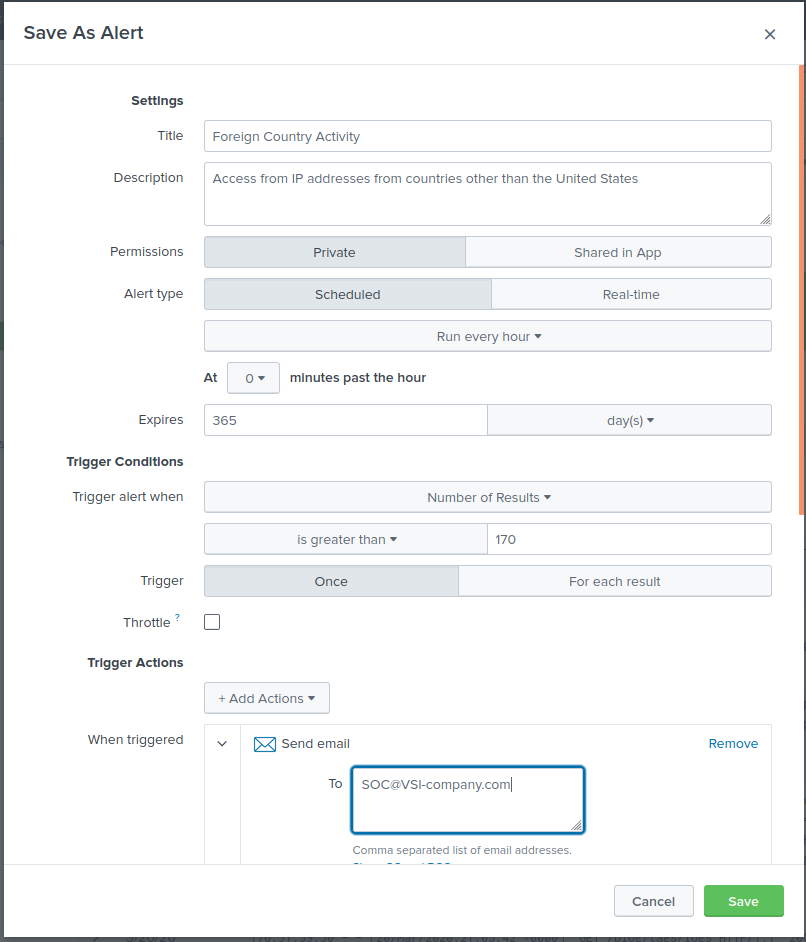 Save As Alert
×
Settings
Title Foreign Country Activity
Description Access from IP addresses from countries other than the United States
Permissions Private Shared in App
Alert type Scheduled Real-time
Run every hour
At 0 minutes past the hour
Expires 365 day(s)
Trigger Conditions
Trigger alert when Number of Results
is greater than 170
Trigger Once For each result
Throttle ?
Trigger Actions
+ Add Actions
When triggered Send email Remove
To SOC@VSI-company.com
Comma separated list of email addresses.
Cancel Save